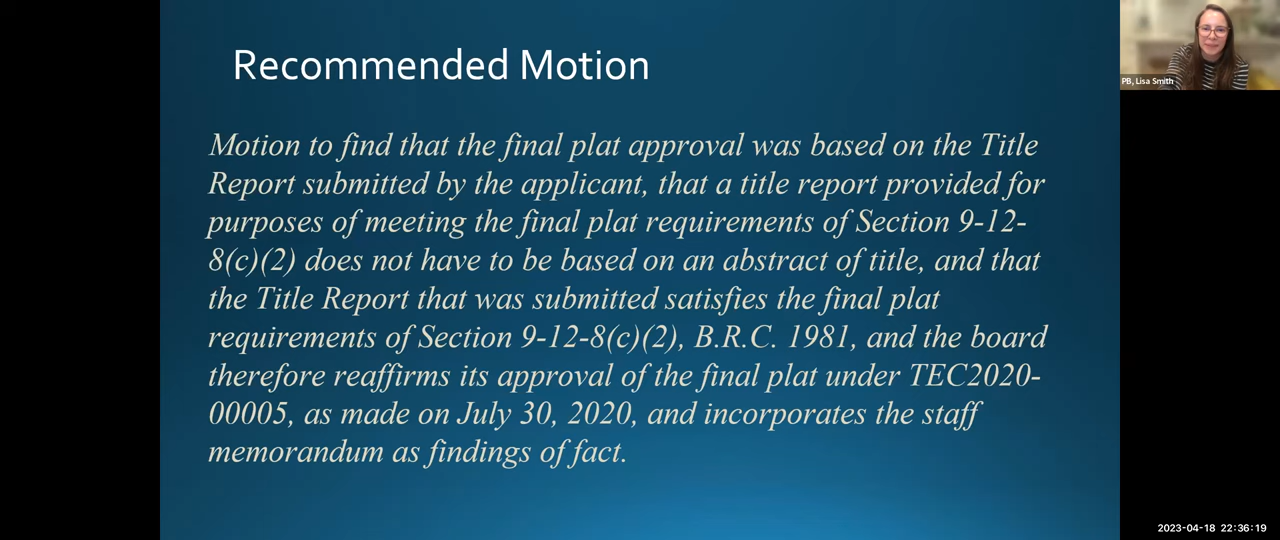 Recommended Motion
Motion to find that the final plat approval was based on the Title
Report submitted by the applicant, that a title report provided for
purposes of meeting the final plat requirements of Section 9-12-
8(c)(2) does not have to be based on an abstract of title, and that
the Title Report that was submitted satisfies the final plat
requirements of Section 9-12-8(c)(2), B.R.C. 1981, and the board
therefore reaffirms its approval of the final plat under TEC2020-
00005, as made on July 30, 2020, and incorporates the staff
memorandum as findings of fact.
PB, Lisa Smith
2023-04-18 22:36:19